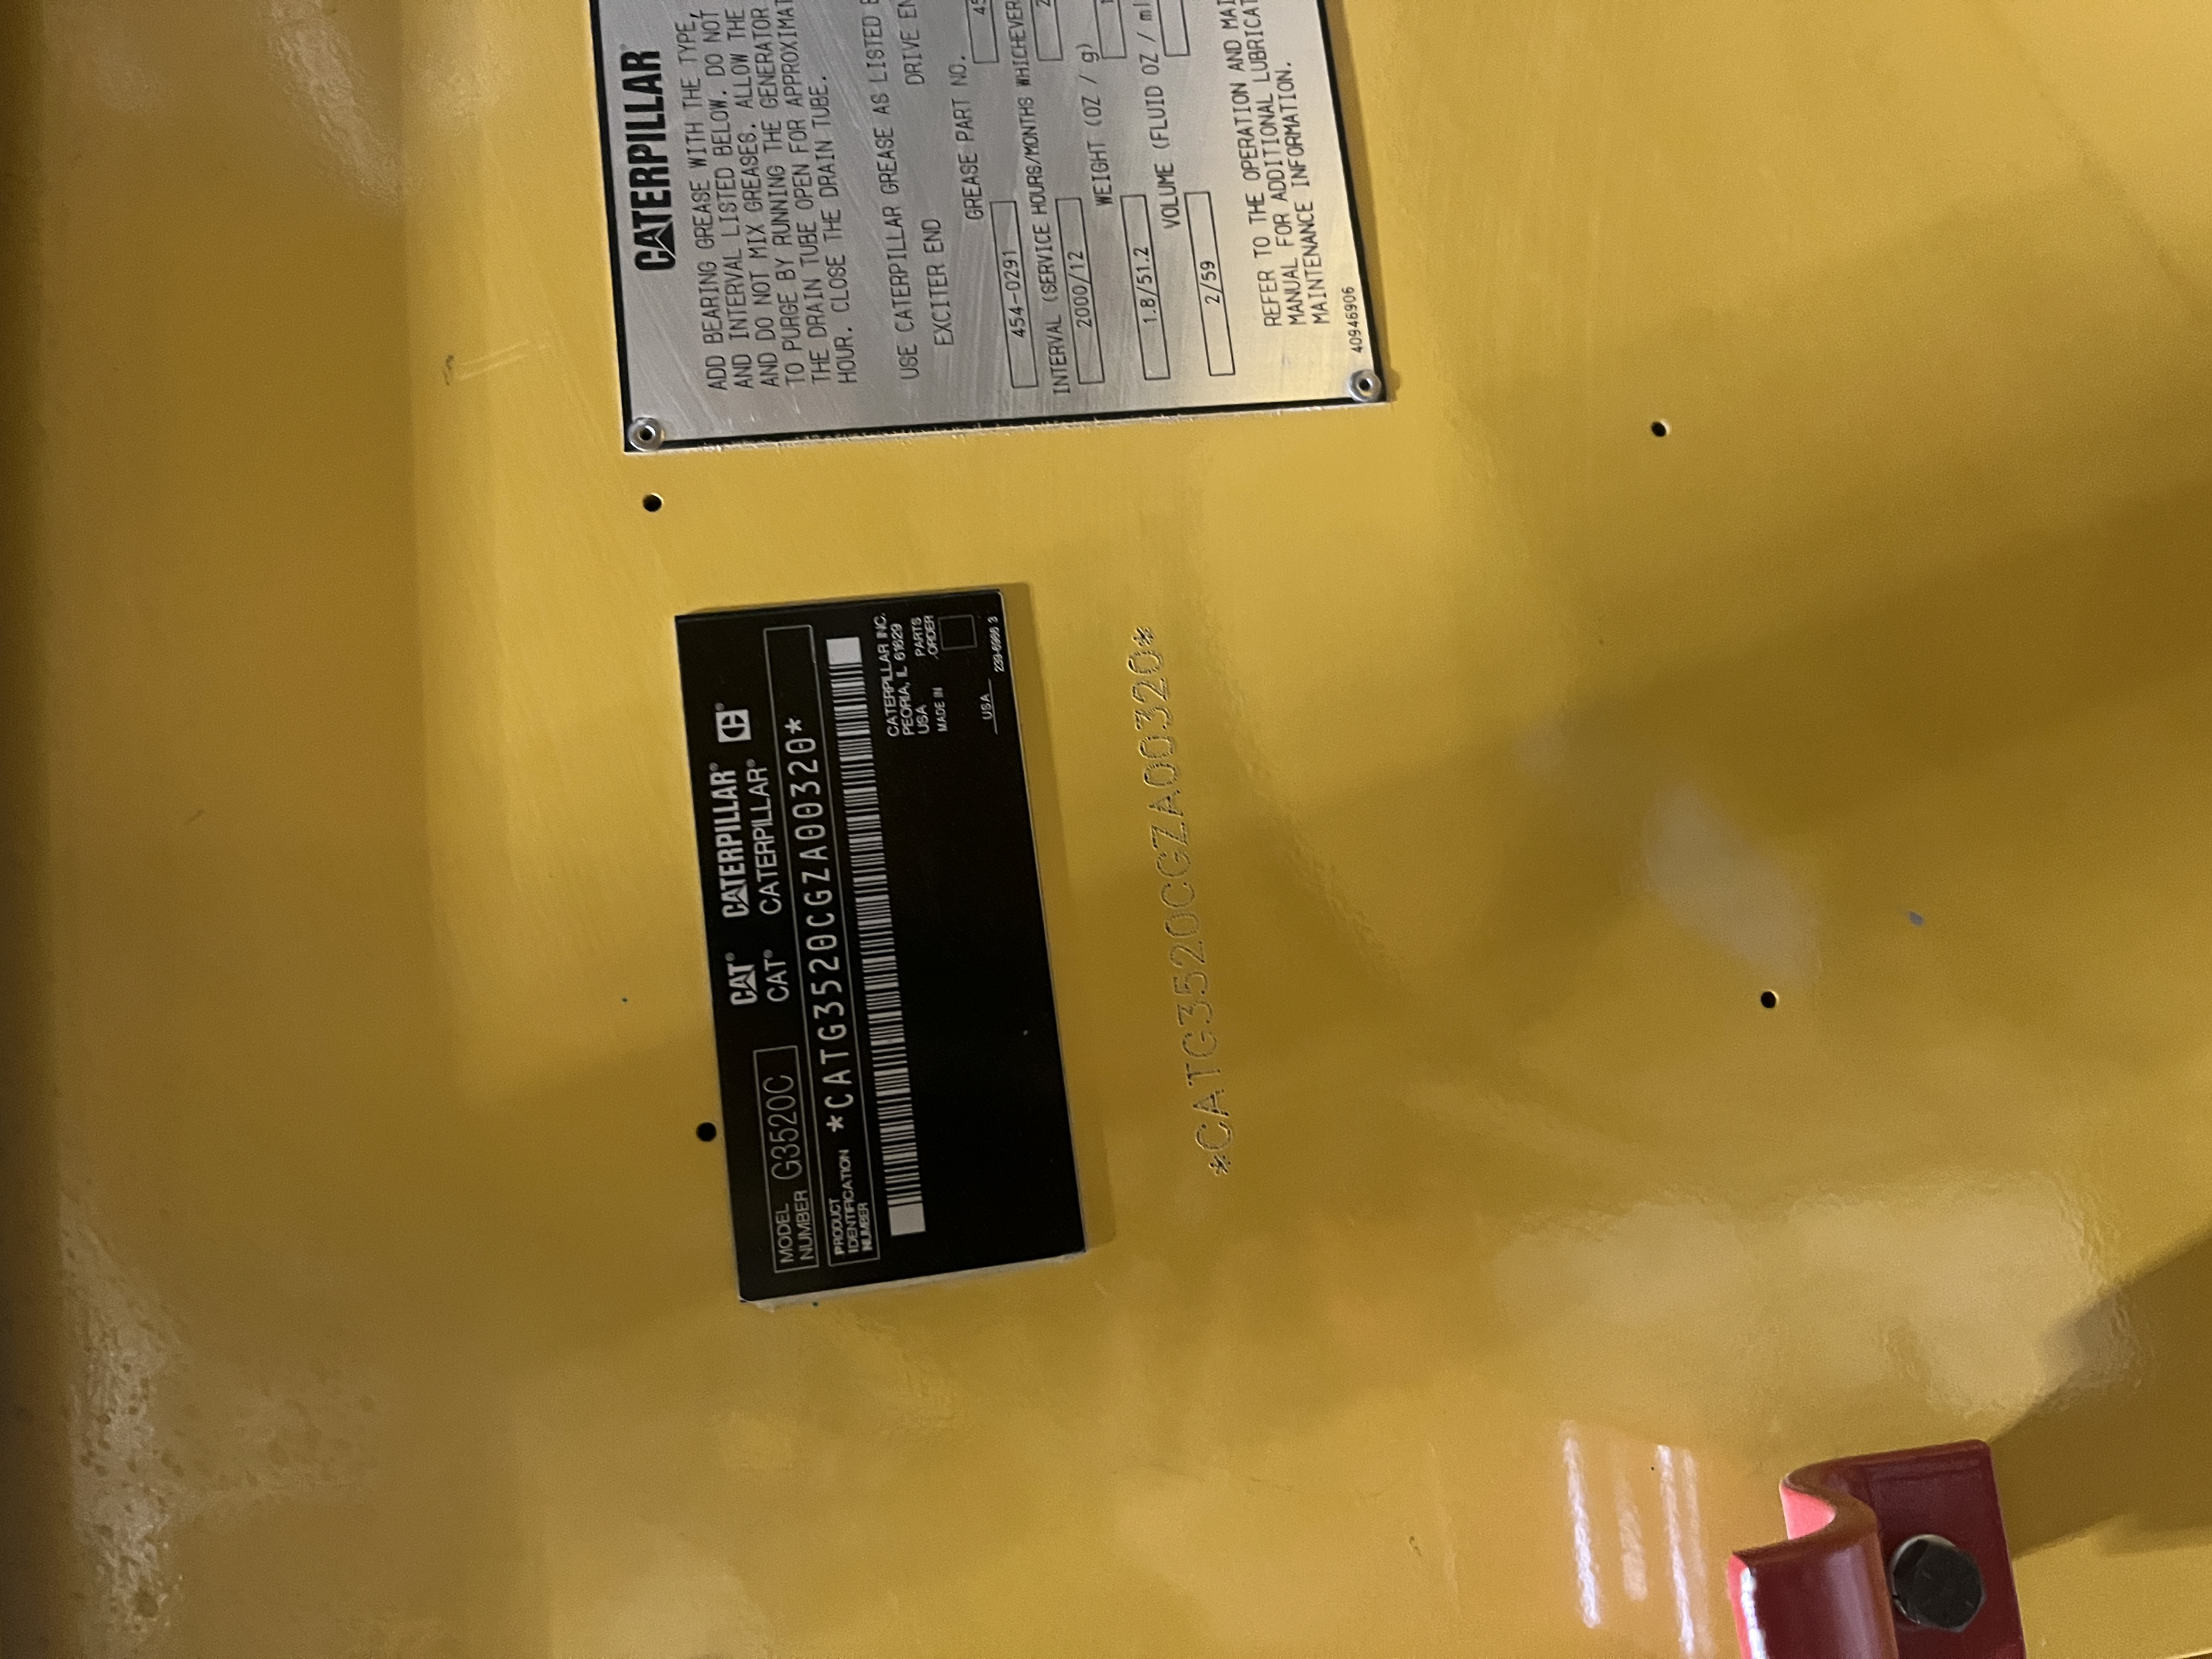 CATERPILLAR
ADD BEARING GREASE WITH THE TYPE,
AND INTERVAL LISTED BELOW. DO NOT
AND DO NOT MIX GREASES. ALLOW THE
TO PURGE BY RUNNING THE GENERATOR
THE DRAIN TUBE OPEN FOR APPROXIMAT
HOUR. CLOSE THE DRAIN TUBE.
USE CATERPILLAR GREASE AS LISTED
EXCITER END DRIVE EN
GREASE PART NO.
454-0291 45
INTERVAL (SERVICE HOURS/MONTHS WHICHEVER
2000/12 2
WEIGHT (OZ / g)
1.8/51.2
VOLUME (FLUID OZ / ml
2/59
REFER TO THE OPERATION AND MAI
MANUAL FOR ADDITIONAL LUBRICAT
MAINTENANCE INFORMATION.
40946906
CAT® CATERPILLAR®
MODEL NUMBER G3520C CAT® CATERPILLAR®
PRODUCT IDENTIFICATION NUMBER *CATG3520CGZA00320*
CATERPILLAR INC.
PEORIA, IL 61629
USA
MADE IN
USA
PARTS
ORDER
*CATG3520CGZA00320*